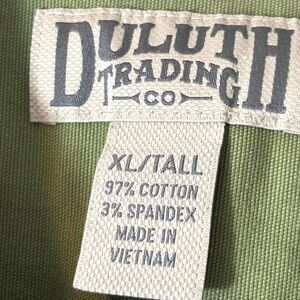 DULUTH
TRADING
CO
XL/TALL
97% COTTON
3% SPANDEX
MADE IN
VIETNAM